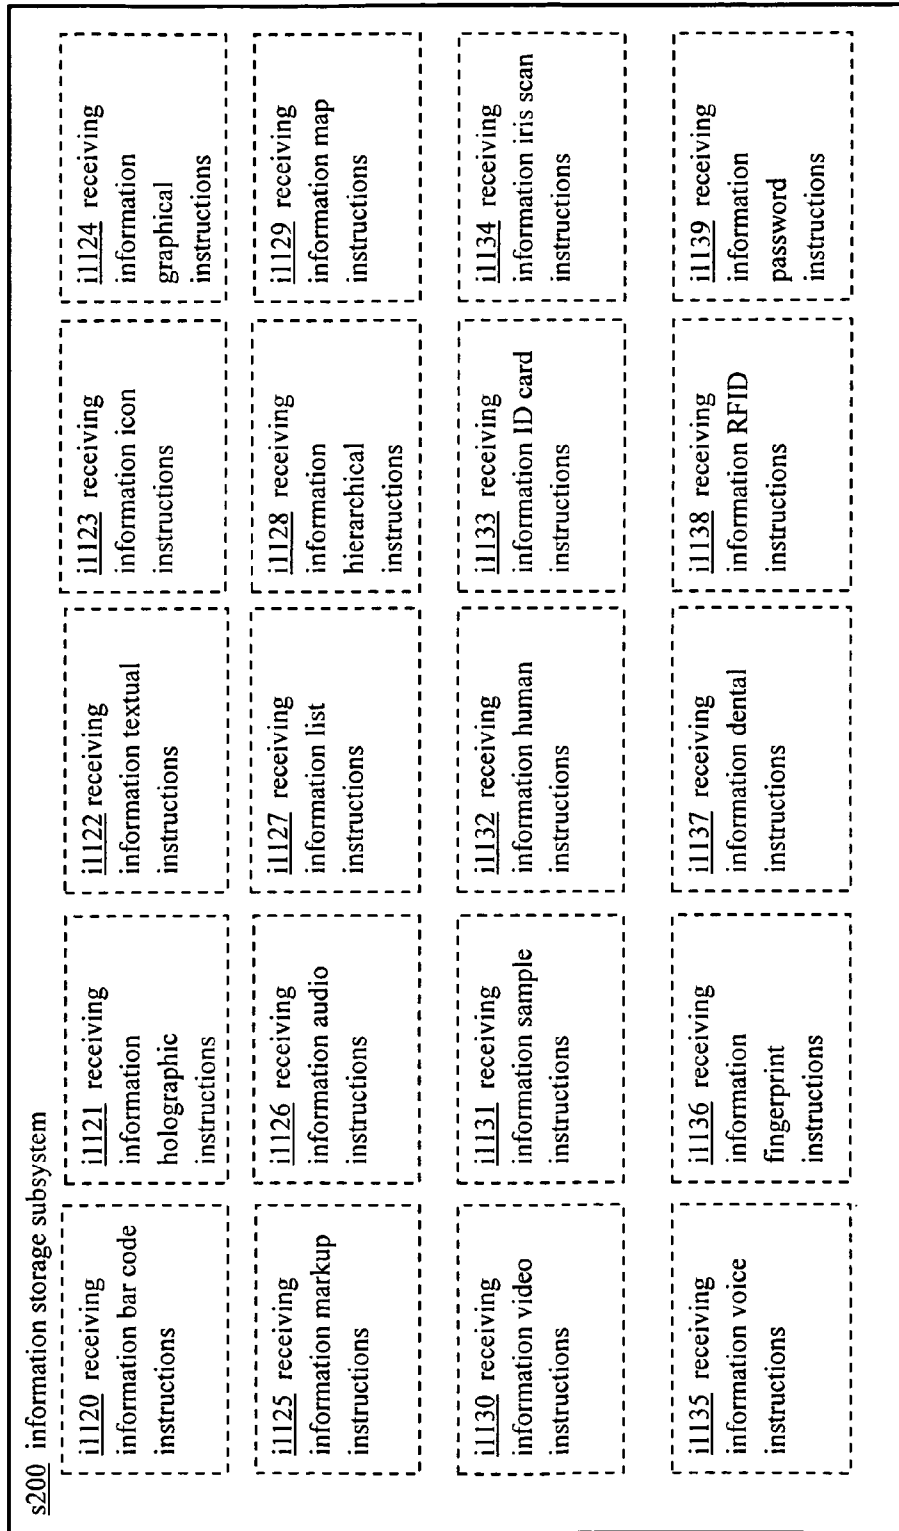 s200 information storage subsystem
i1120 receiving
information bar code
instructions
i1121 receiving
information
holographic
instructions
i1122 receiving
information textual
instructions
i1123 receiving
information icon
instructions
i1124 receiving
information
graphical
instructions
i1125 receiving
information markup
instructions
i1126 receiving
information audio
instructions
i1127 receiving
information list
instructions
i1128 receiving
information
hierarchical
instructions
i1129 receiving
information map
instructions
i1130 receiving
information video
instructions
i1131 receiving
information sample
instructions
i1132 receiving
information human
instructions
i1133 receiving
information ID card
instructions
i1134 receiving
information iris scan
instructions
i1135 receiving
information voice
instructions
i1136 receiving
information
fingerprint
instructions
i1137 receiving
information dental
instructions
i1138 receiving
information RFID
instructions
i1139 receiving
information
password
instructions